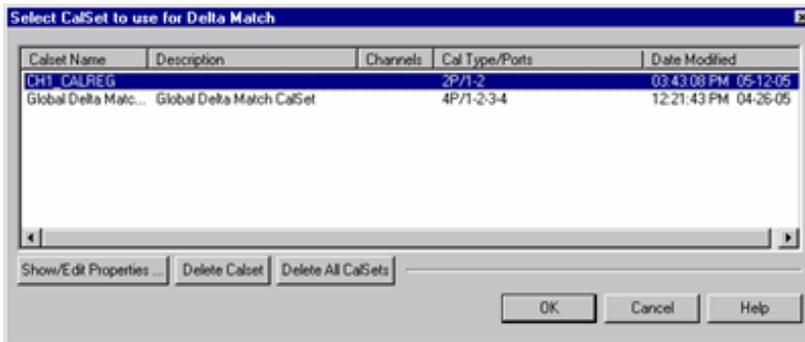 Select CalSet to use for Delta Match
Calset Name Description Channels Cal Type/Ports Date Modified
CH1_CALREG 2P/1-2 03:43:08 PM 05-12-05
Global Delta Matc... Global Delta Match CalSet 4P/1-2-3-4 12:21:43 PM 04-26-05
Show/Edit Properties ... Delete Calset Delete All CalSets
OK Cancel Help